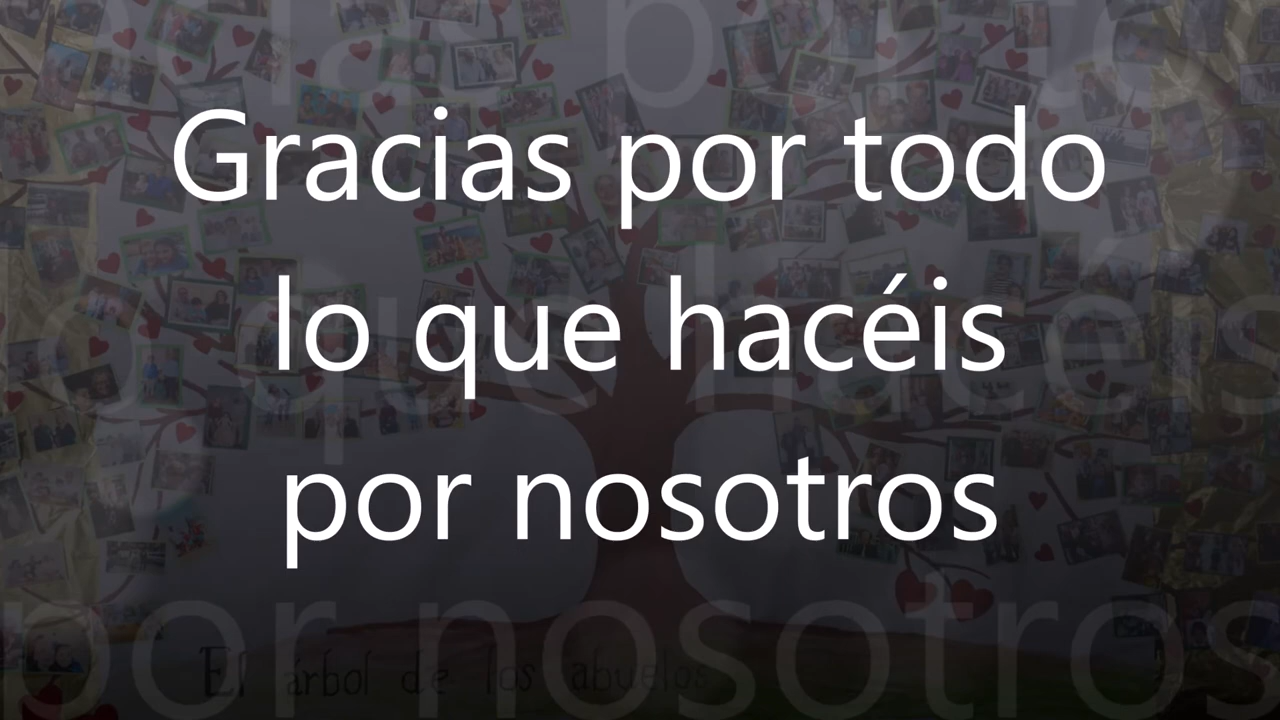 Gracias por todo
lo que hacéis
por nosotros
El árbol de los abuelos